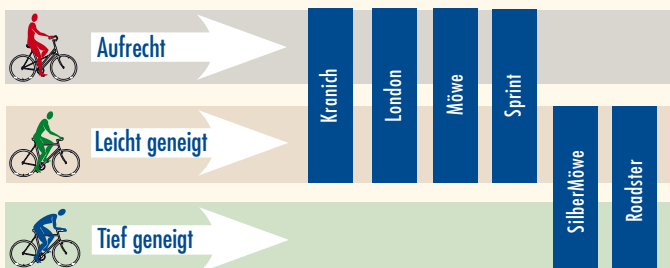 Aufrecht
Leicht geneigt
Tief geneigt
Kranich
London
Möwe
Sprint
SilberMöwe
Roadster